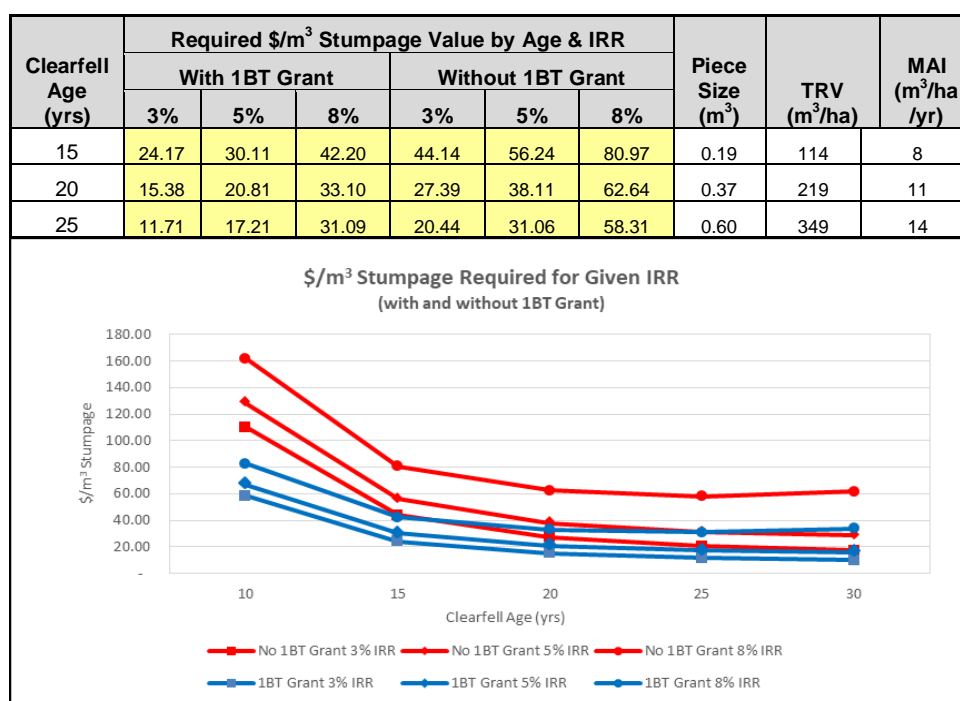 Required $/m³ Stumpage Value by Age & IRR
Clearfell Age (yrs)
With 1BT Grant Without 1BT Grant
Piece Size (m³)
TRV (m³/ha)
MAI (m³/ha /yr)
3% 5% 8% 3% 5% 8%
15 24.17 30.11 42.20 44.14 56.24 80.97 0.19 114 8
20 15.38 20.81 33.10 27.39 38.11 62.64 0.37 219 11
25 11.71 17.21 31.09 20.44 31.06 58.31 0.60 349 14
$/m³ Stumpage Required for Given IRR
(with and without 1BT Grant)
$/m³ Stumpage
180.00
160.00
140.00
120.00
100.00
80.00
60.00
40.00
20.00
-
10 15 20 25 30
Clearfell Age (yrs)
No 1BT Grant 3% IRR No 1BT Grant 5% IRR No 1BT Grant 8% IRR
1BT Grant 3% IRR 1BT Grant 5% IRR 1BT Grant 8% IRR